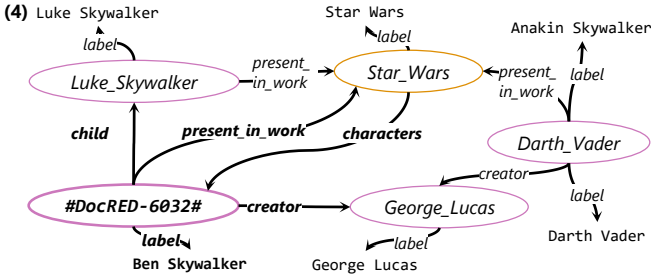 (4)
Luke Skywalker
Star Wars
Anakin Skywalker
label
label
label
Luke_Skywalker
present_
in_work
Star_Wars
present_
in_work
child
present_in_work
characters
Darth_Vader
creator
#DocRED-6032#
creator
George_Lucas
label
label
label
Ben Skywalker
George Lucas
Darth Vader